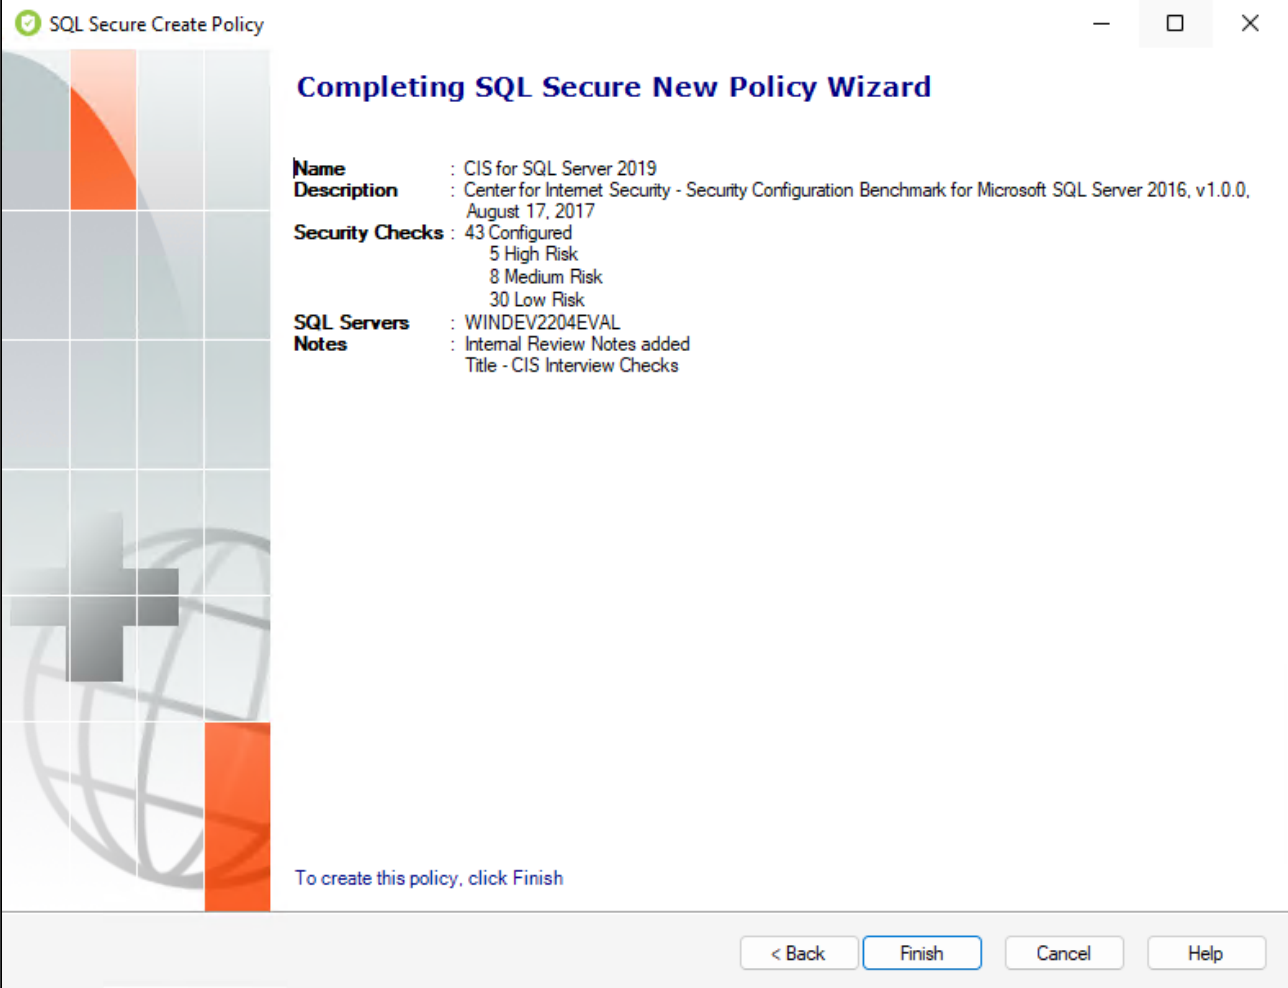 SQL Secure Create Policy
Completing SQL Secure New Policy Wizard
Name : CIS for SQL Server 2019
Description : Center for Internet Security - Security Configuration Benchmark for Microsoft SQL Server 2016, v1.0.0,
August 17, 2017
Security Checks : 43 Configured
5 High Risk
8 Medium Risk
30 Low Risk
SQL Servers : WINDEV2204EVAL
Notes : Internal Review Notes added
Title - CIS Interview Checks
To create this policy, click Finish
< Back Finish Cancel Help